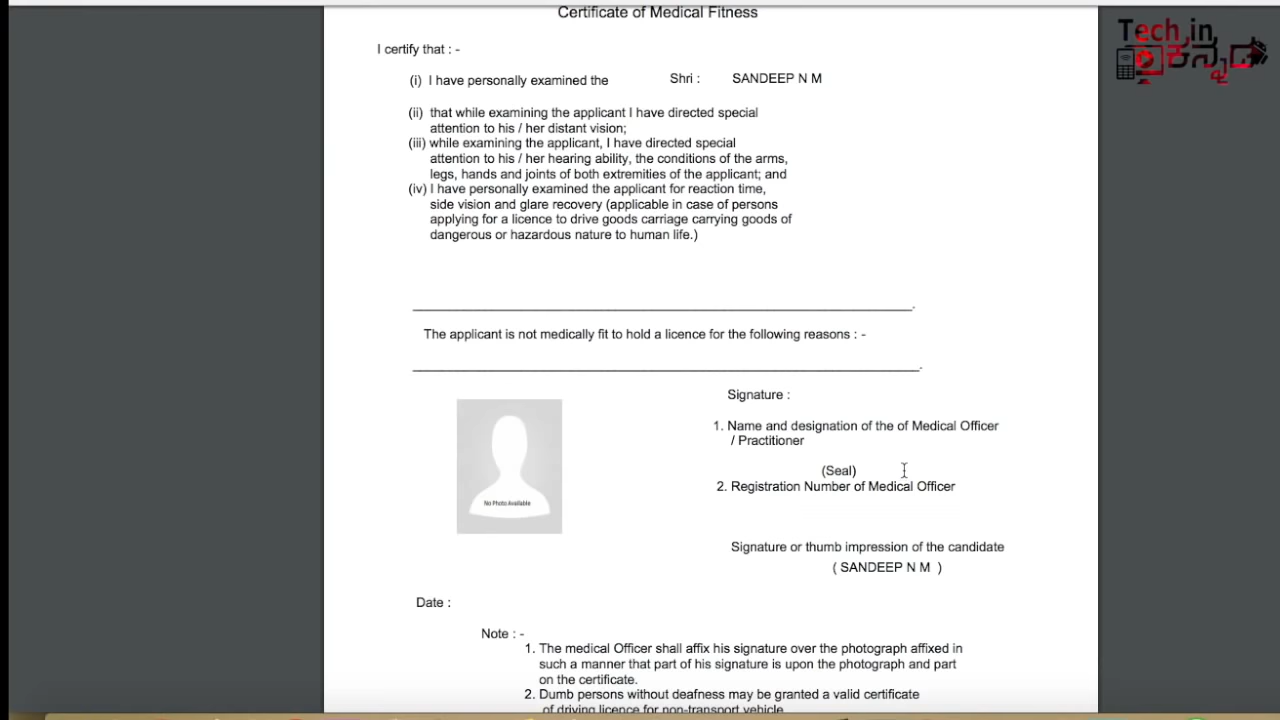 Certificate of Medical Fitness
Tech in
ಕನ್ನಡ
I certify that : -
(i) I have personally examined the Shri : SANDEEP N M
(ii) that while examining the applicant I have directed special
attention to his / her distant vision;
(iii) while examining the applicant, I have directed special
attention to his / her hearing ability, the conditions of the arms,
legs, hands and joints of both extremities of the applicant; and
(iv) I have personally examined the applicant for reaction time,
side vision and glare recovery (applicable in case of persons
applying for a licence to drive goods carriage carrying goods of
dangerous or hazardous nature to human life.)
The applicant is not medically fit to hold a licence for the following reasons : -
Signature :
1. Name and designation of the of Medical Officer
/ Practitioner
(Seal)
2. Registration Number of Medical Officer
No Photo Available
Signature or thumb impression of the candidate
( SANDEEP N M )
Date :
Note : -
1. The medical Officer shall affix his signature over the photograph affixed in
such a manner that part of his signature is upon the photograph and part
on the certificate.
2. Dumb persons without deafness may be granted a valid certificate
of driving licence for non-transport vehicle